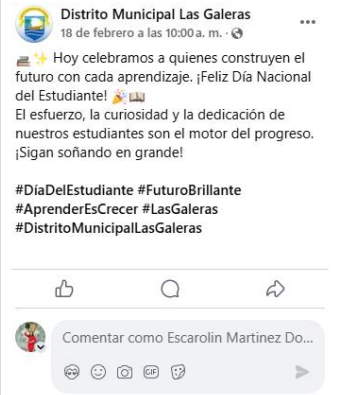 Distrito Municipal Las Galeras
18 de febrero a las 10:00 a. m. ·
📚✨ Hoy celebramos a quienes construyen el
futuro con cada aprendizaje. ¡Feliz Día Nacional
del Estudiante! 🎉📖
El esfuerzo, la curiosidad y la dedicación de
nuestros estudiantes son el motor del progreso.
¡Sigan soñando en grande!
#DíaDelEstudiante #FuturoBrillante
#AprenderEsCrecer #LasGaleras
#DistritoMunicipalLasGaleras
Comentar como Escarolin Martinez Do...
GIF